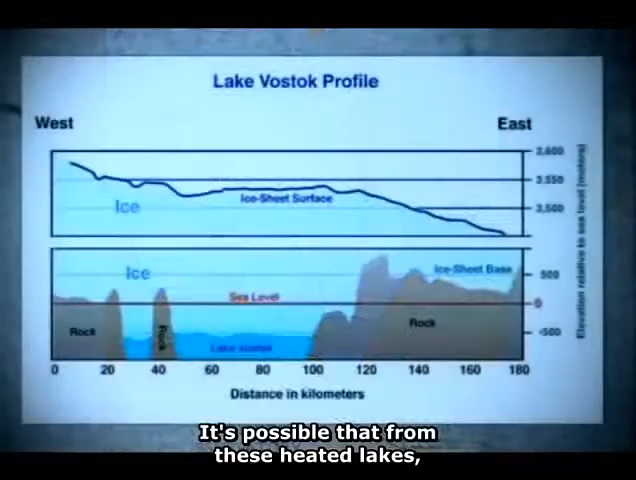 Lake Vostok Profile
West
East
3,600
3,550
3,500
Ice-Sheet Surface
Ice
Elevation relative to sea level (meters)
Ice
Ice-Sheet Base
500
Sea Level
0
Rock
Rock
Rock
-500
Lake Vostok
0 20 40 60 80 100 120 140 160 180
Distance in kilometers
It's possible that from
these heated lakes,